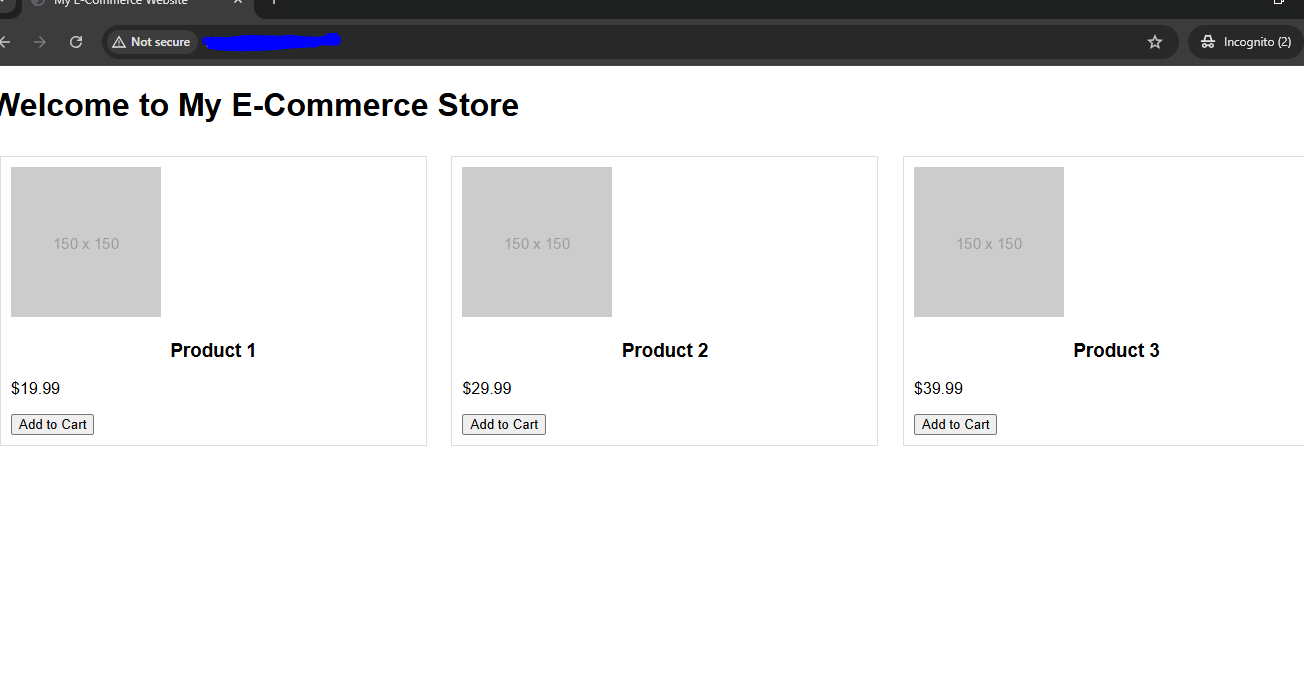 My E-Commerce Website
Not secure
Incognito (2)
Welcome to My E-Commerce Store
150 x 150 150 x 150 150 x 150
Product 1 Product 2 Product 3
$19.99 $29.99 $39.99
Add to Cart Add to Cart Add to Cart